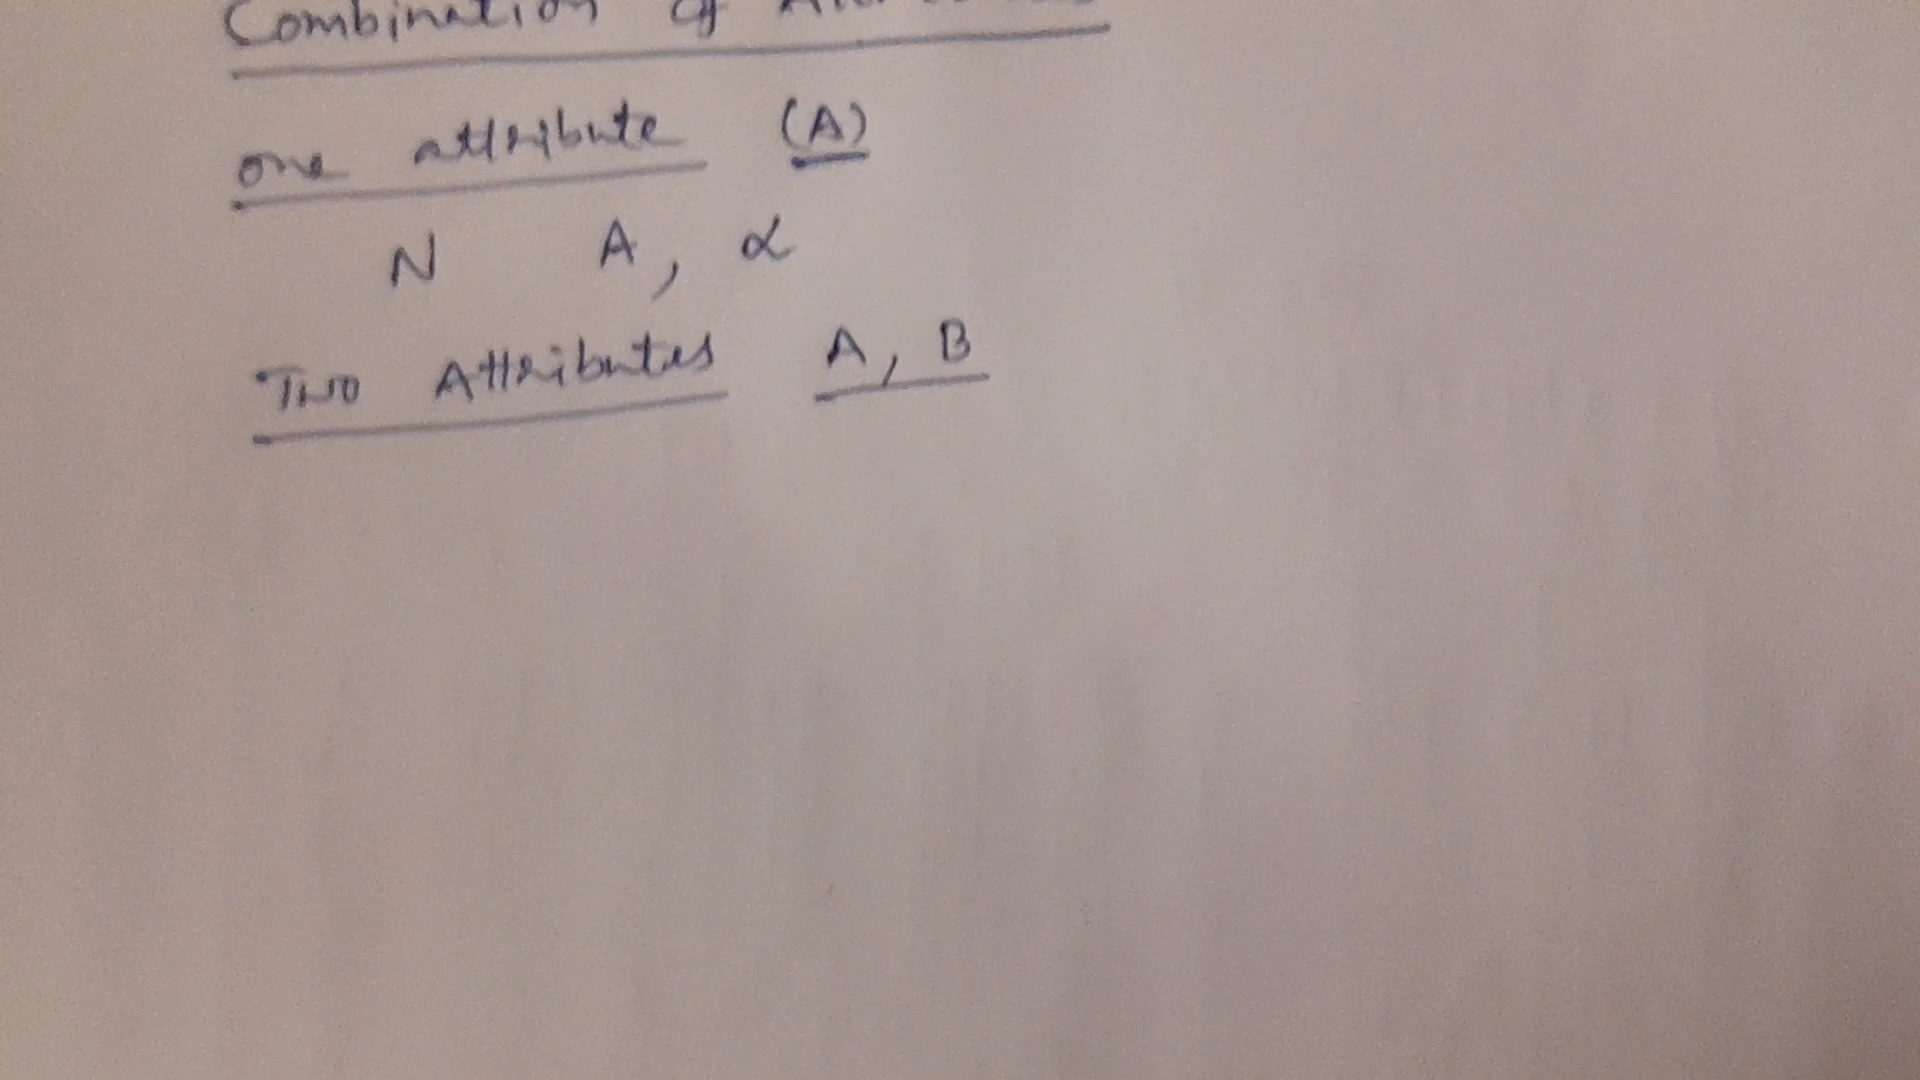 Combination of
one attribute (A)
N A, α
Two Attributes A, B